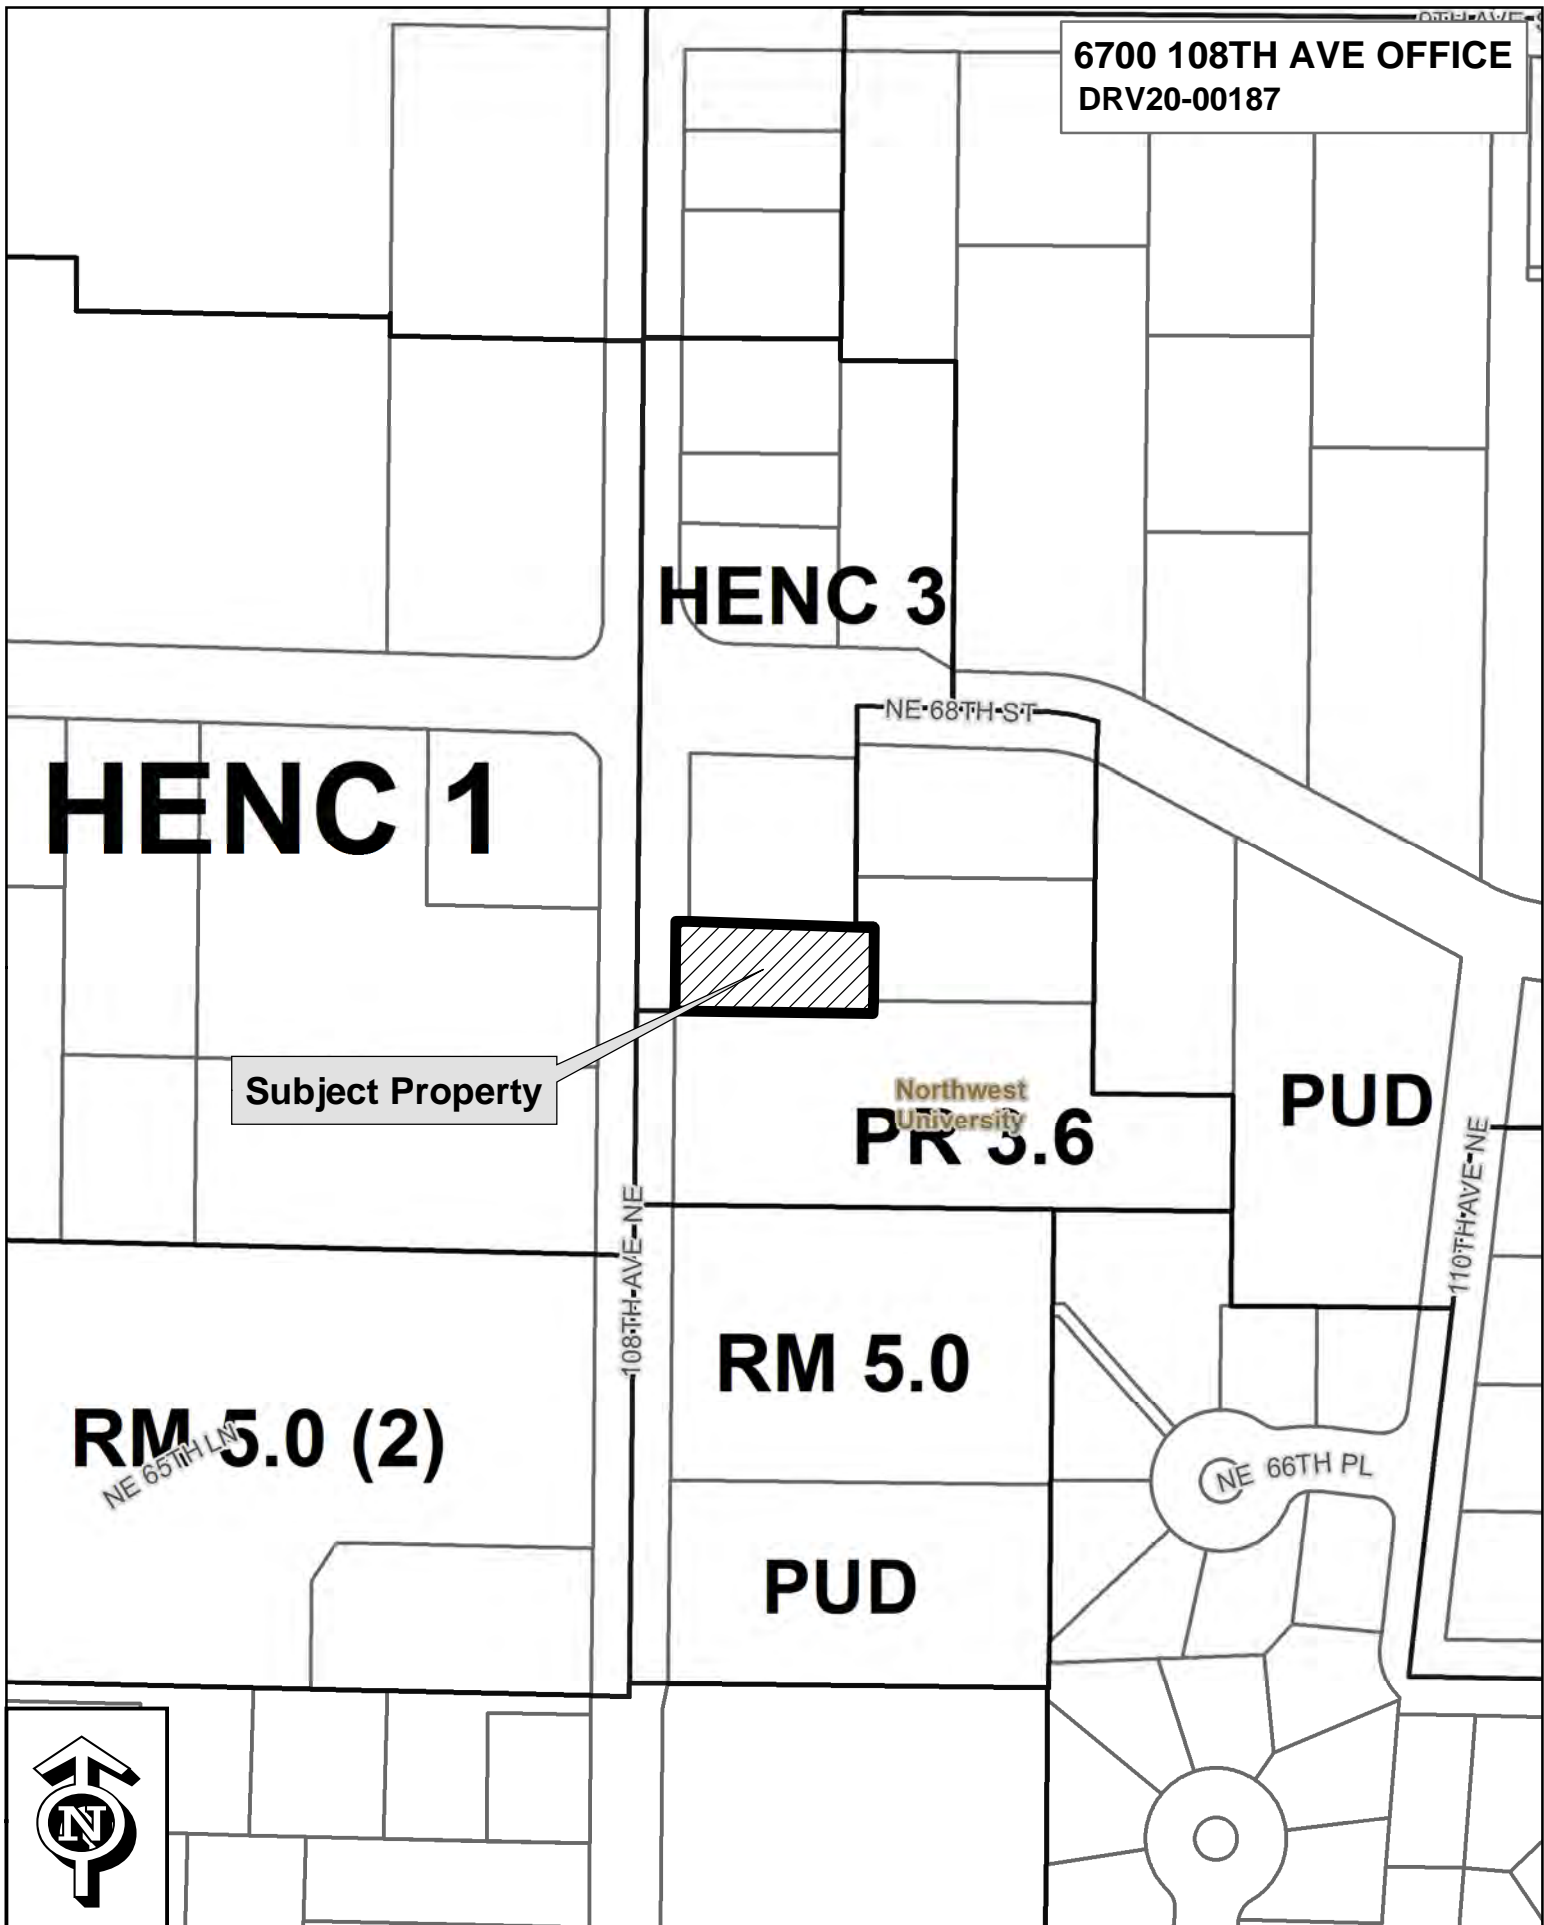 6700 108TH AVE OFFICE
DRV20-00187
HENC 3
NE 68TH ST
HENC 1
Subject Property
Northwest
University
PR 3.6
PUD
110TH AVE NE
108TH AVE NE
RM 5.0
RM 5.0 (2)
NE 65TH LN
NE 66TH PL
PUD
N